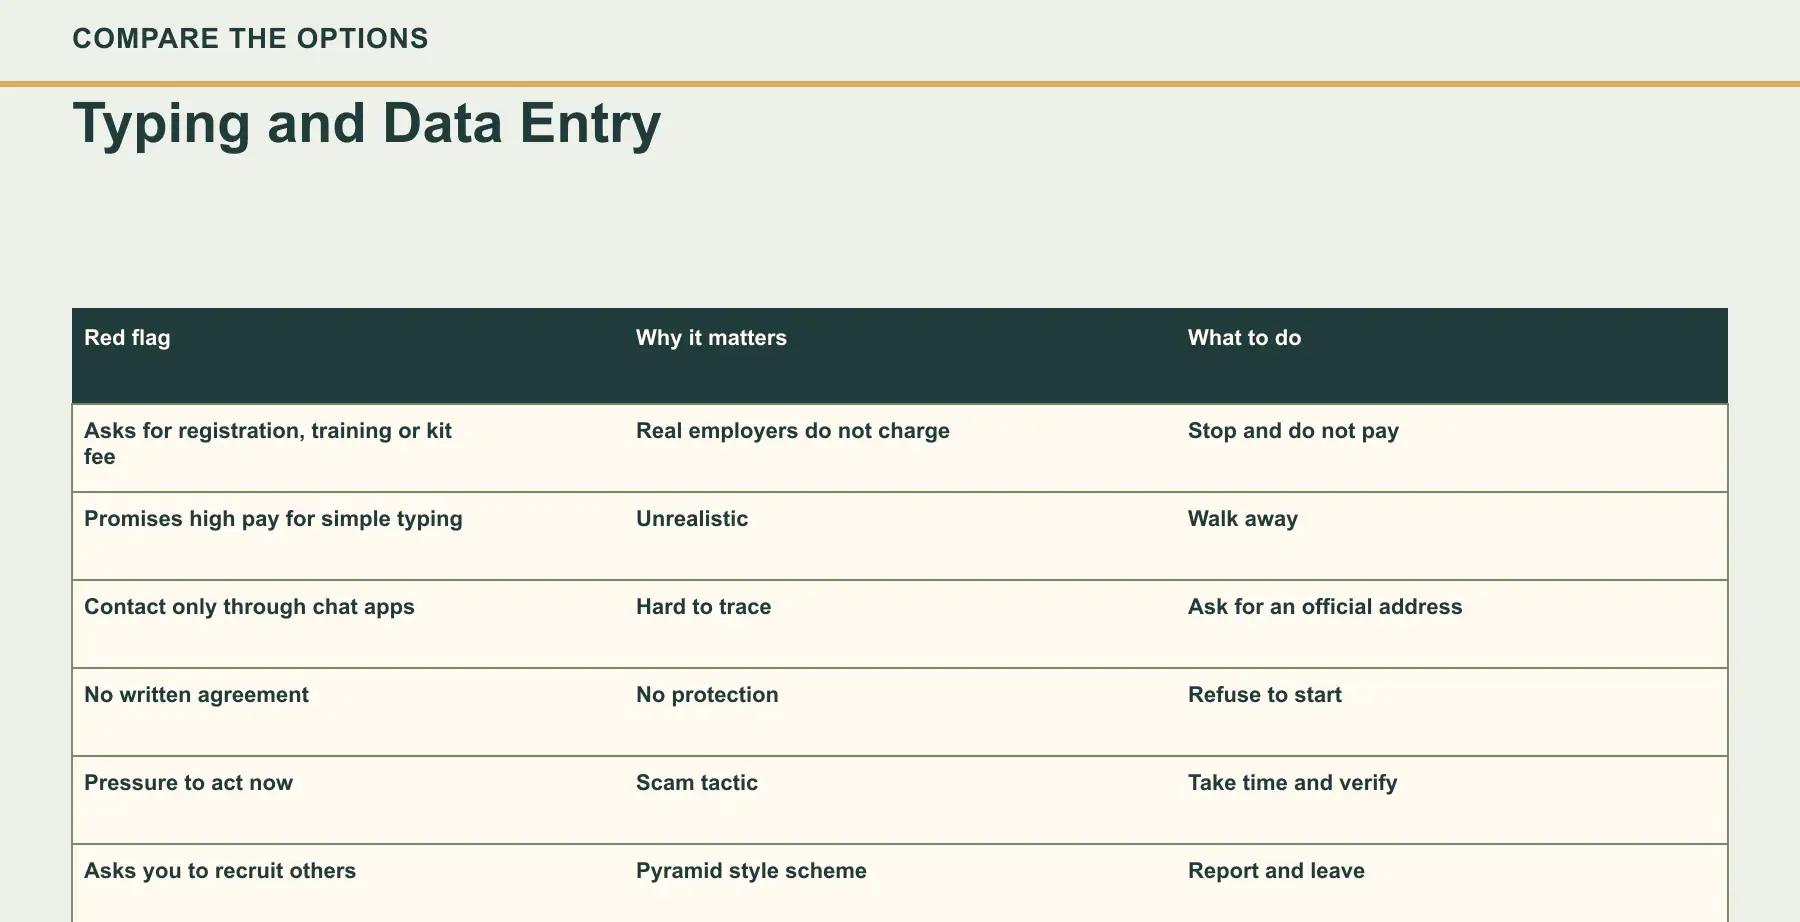 COMPARE THE OPTIONS
Typing and Data Entry
Red flag Why it matters What to do
Asks for registration, training or kit Real employers do not charge Stop and do not pay
fee
Promises high pay for simple typing Unrealistic Walk away
Contact only through chat apps Hard to trace Ask for an official address
No written agreement No protection Refuse to start
Pressure to act now Scam tactic Take time and verify
Asks you to recruit others Pyramid style scheme Report and leave